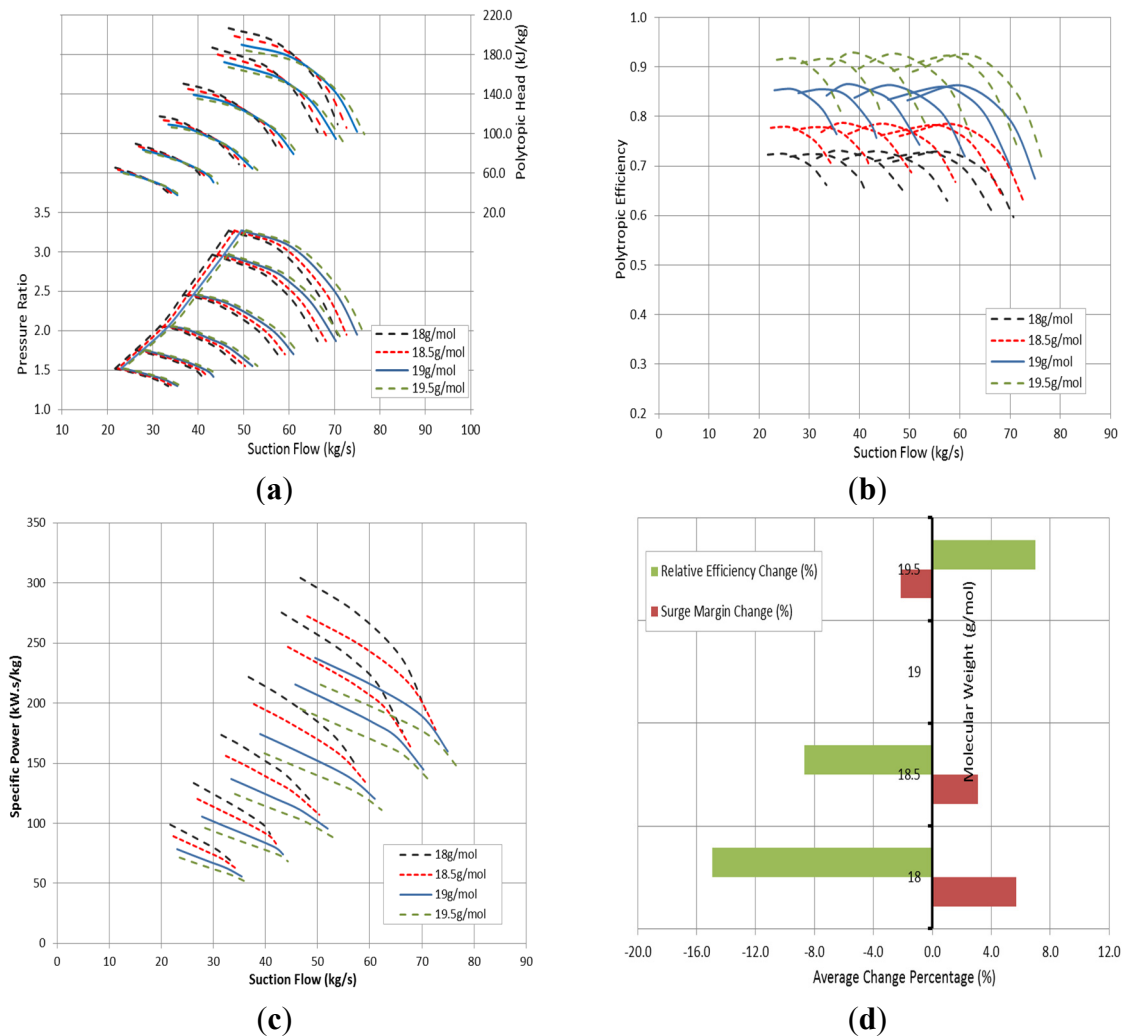 220.0
180.0
140.0
100.0
60.0
20.0
Polytropic Head (kJ/kg)
3.5
3.0
2.5
2.0
1.5
1.0
Pressure Ratio
18g/mol
18.5g/mol
19g/mol
19.5g/mol
10 20 30 40 50 60 70 80 90 100
Suction Flow (kg/s)
(a)
1.0
0.9
0.8
0.7
0.6
0.5
0.4
0.3
0.2
Polytropic Efficiency
18g/mol
18.5g/mol
19g/mol
19.5g/mol
0 10 20 30 40 50 60 70 80 90
Suction Flow (kg/s)
(b)
350
300
250
200
150
100
50
0
Specific Power (kW.s/kg)
18g/mol
18.5g/mol
19g/mol
19.5g/mol
0 10 20 30 40 50 60 70 80 90
Suction Flow (kg/s)
(c)
Relative Efficiency Change (%)
Surge Margin Change (%)
19.5
19
18.5
18
Molecular Weight (g/mol)
-20.0 -16.0 -12.0 -8.0 -4.0 0.0 4.0 8.0 12.0
Average Change Percentage (%)
(d)